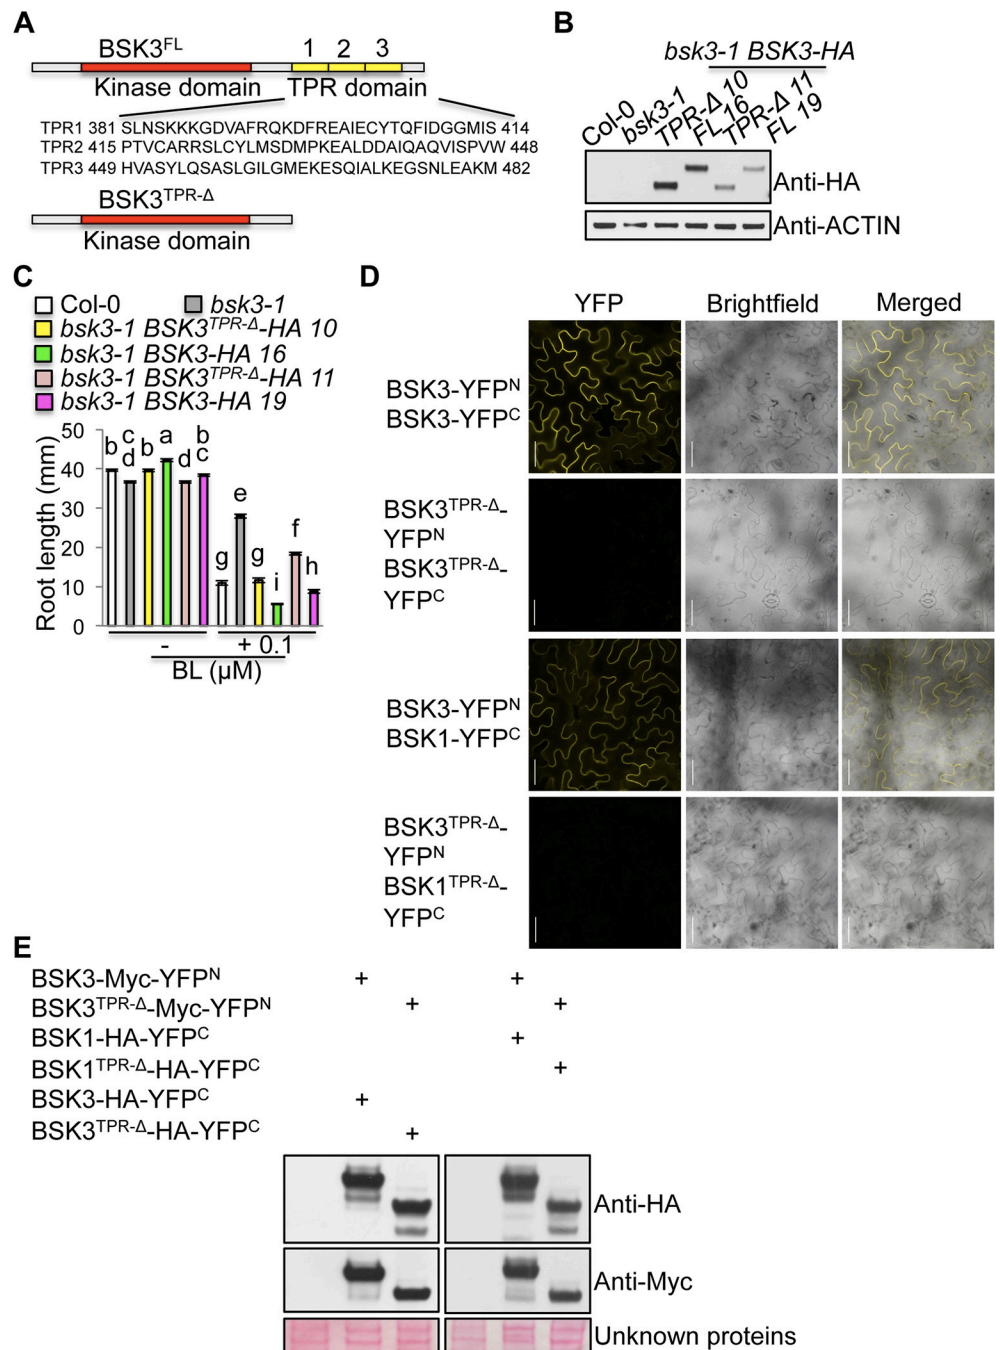 A
BSK3FL
1 2 3
Kinase domain TPR domain
TPR1 381 SLNSKKKGDVAFRQKDFREAIECYTQFIDGGMIS 414
TPR2 415 PTVCARRSLCYLMSDMPKEALDDAIQAQVISPVW 448
TPR3 449 HVASYLQSASLGILGMEKESQIALKEGSNLEAKM 482
BSK3TPR-Δ
Kinase domain
B
bsk3-1 BSK3-HA
Col-0 bsk3-1 TPR-Δ 10 FL 16 TPR-Δ 11 FL 19
Anti-HA
Anti-ACTIN
C
Col-0 bsk3-1
bsk3-1 BSK3TPR-Δ-HA 10
bsk3-1 BSK3-HA 16
bsk3-1 BSK3TPR-Δ-HA 11
bsk3-1 BSK3-HA 19
Root length (mm)
50
40
30
20
10
0
b c d b a d b c
g e g i f h
- + 0.1
BL (µM)
D
YFP Brightfield Merged
BSK3-YFPN
BSK3-YFPC
BSK3TPR-Δ-
YFPN
BSK3TPR-Δ-
YFPC
BSK3-YFPN
BSK1-YFPC
BSK3TPR-Δ-
YFPN
BSK1TPR-Δ-
YFPC
E
BSK3-Myc-YFPN + +
BSK3TPR-Δ-Myc-YFPN + +
BSK1-HA-YFPC +
BSK1TPR-Δ-HA-YFPC +
BSK3-HA-YFPC +
BSK3TPR-Δ-HA-YFPC +
Anti-HA
Anti-Myc
Unknown proteins